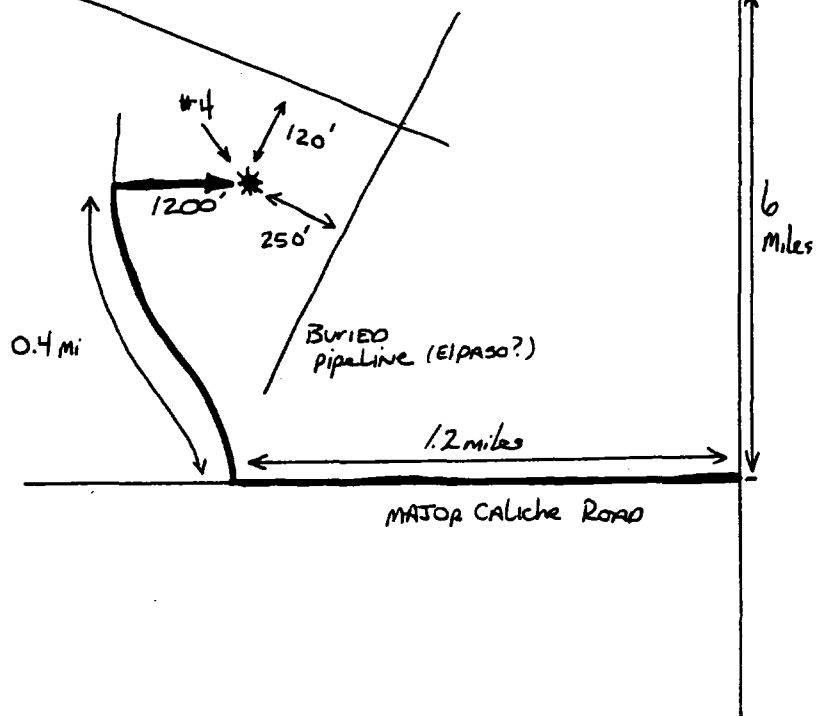 #4
120'
1200'
250'
6
Miles
0.4 mi
Buried
pipeline (Elpaso?)
1.2 miles
MAJOR CALICHE ROAD